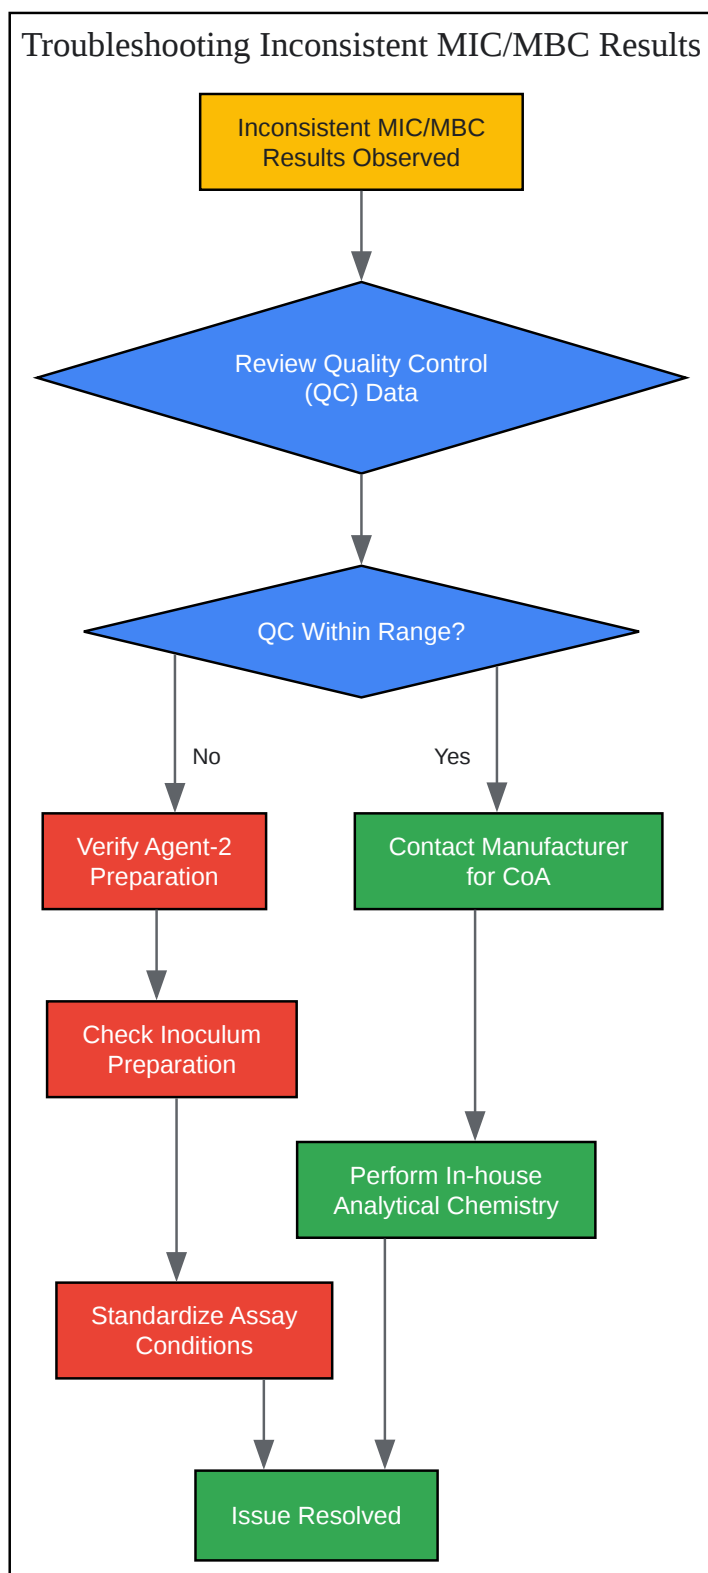 Troubleshooting Inconsistent MIC/MBC Results
Inconsistent MIC/MBC
Results Observed
Review Quality Control
(QC) Data
QC Within Range?
No
Yes
Verify Agent-2
Preparation
Contact Manufacturer
for CoA
Check Inoculum
Preparation
Perform In-house
Analytical Chemistry
Standardize Assay
Conditions
Issue Resolved